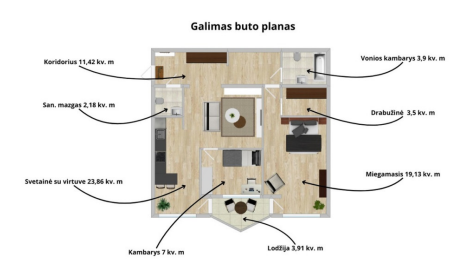 Galimas buto planas
Koridorius 11,42 kv. m
Vonios kambarys 3,9 kv. m
San. mazgas 2,18 kv. m
Drabužinė 3,5 kv. m
Svetainė su virtuve 23,86 kv. m
Miegamasis 19,13 kv. m
Kambarys 7 kv. m
Lodžija 3,91 kv. m